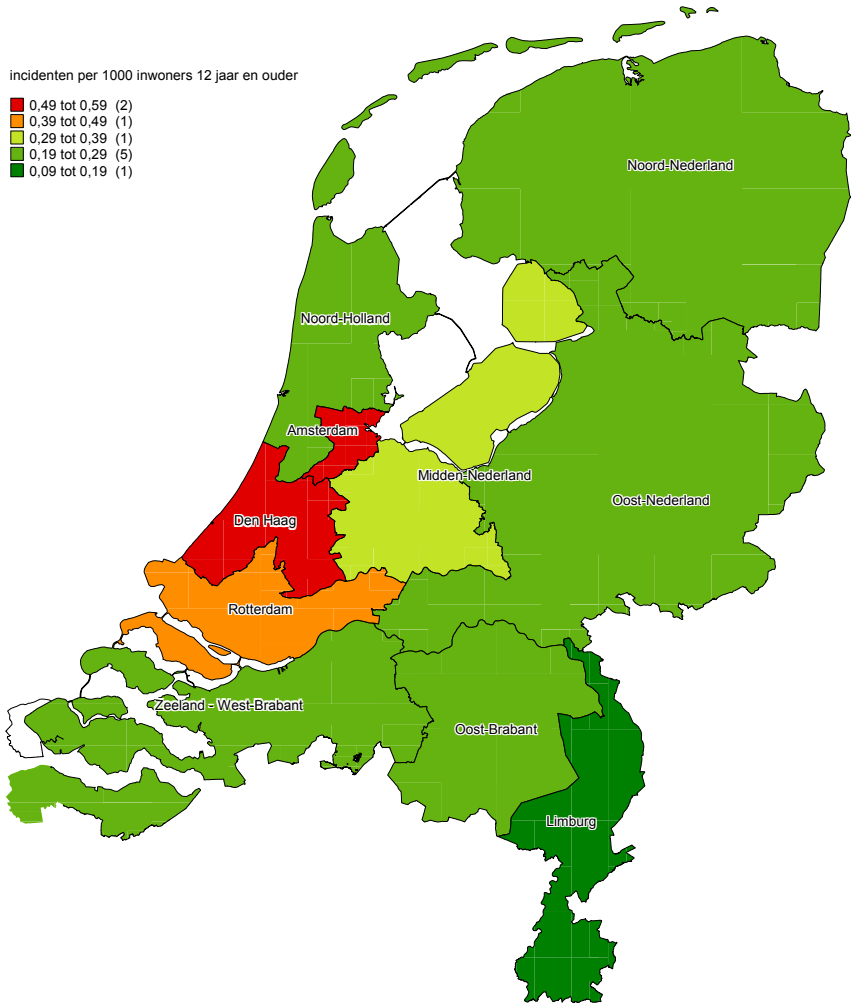 incidenten per 1000 inwoners 12 jaar en ouder
0,49 tot 0,59 (2)
0,39 tot 0,49 (1)
0,29 tot 0,39 (1)
0,19 tot 0,29 (5)
0,09 tot 0,19 (1)
Noord-Nederland
Noord-Holland
Amsterdam
Midden-Nederland
Oost-Nederland
Den Haag
Rotterdam
Zeeland - West-Brabant
Oost-Brabant
Limburg